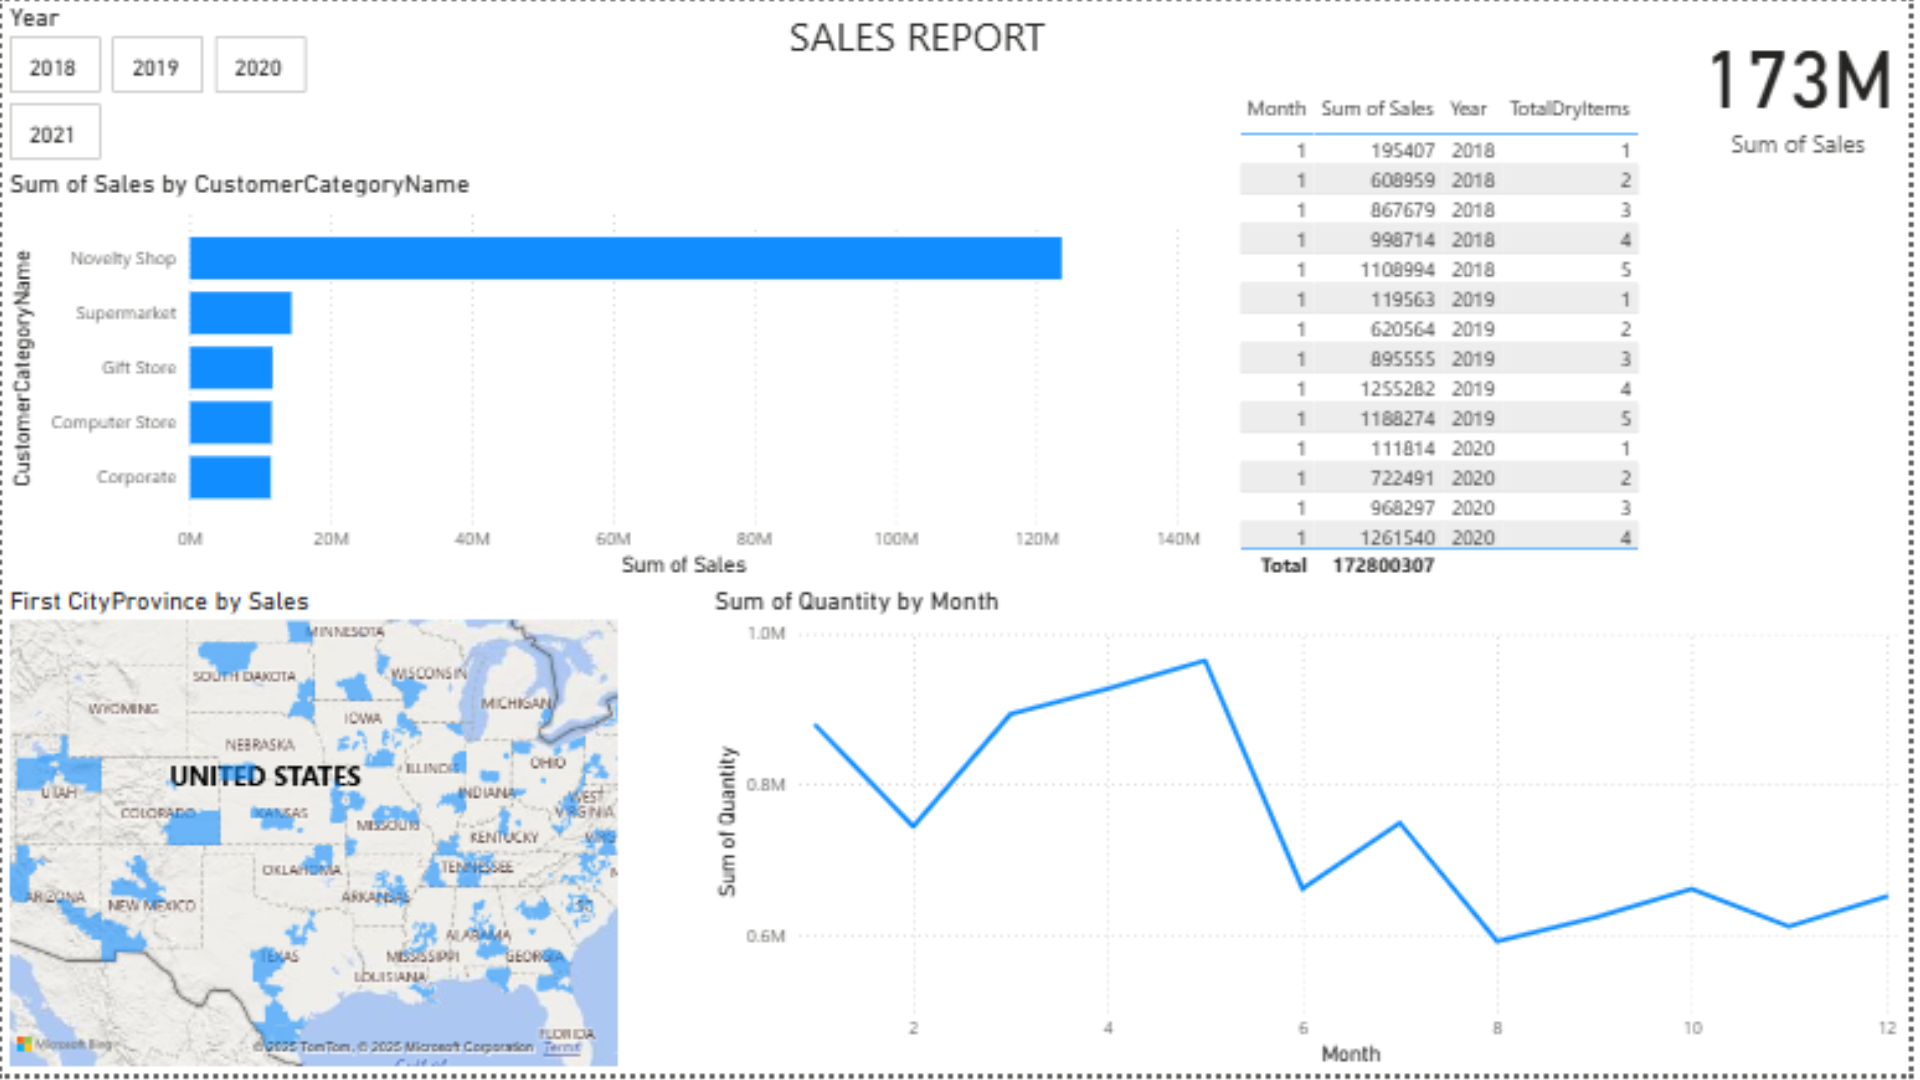 Year
SALES REPORT
2018 2019 2020
2021
173M
Sum of Sales
Month Sum of Sales Year TotalDryItems
1 195407 2018 1
1 608959 2018 2
1 867679 2018 3
1 998714 2018 4
1 1108994 2018 5
1 119563 2019 1
1 620564 2019 2
1 895555 2019 3
1 1255282 2019 4
1 1188274 2019 5
1 111814 2020 1
1 722491 2020 2
1 968297 2020 3
1 1261540 2020 4
Total 172800307
Sum of Sales by CustomerCategoryName
CustomerCategoryName
Novelty Shop
Supermarket
Gift Store
Computer Store
Corporate
0M 20M 40M 60M 80M 100M 120M 140M
Sum of Sales
First CityProvince by Sales
MINNESOTA
SOUTH DAKOTA
WISCONSIN
WYOMING
MICHIGAN
IOWA
NEBRASKA
OHIO
UNITED STATES
ILLINOIS
UTAH
INDIANA
WEST
VIRGINIA
COLORADO
KANSAS
MISSOURI
KENTUCKY
OKLAHOMA
TENNESSEE
ARIZONA
NEW MEXICO
ARKANSAS
SC
ALABAMA
TEXAS
MISSISSIPPI
GEORGIA
LOUISIANA
FLORIDA
Microsoft Bing
© 2025 TomTom, © 2025 Microsoft Corporation Terms
Gulf of
Sum of Quantity by Month
Sum of Quantity
1.0M
0.8M
0.6M
2 4 6 8 10 12
Month